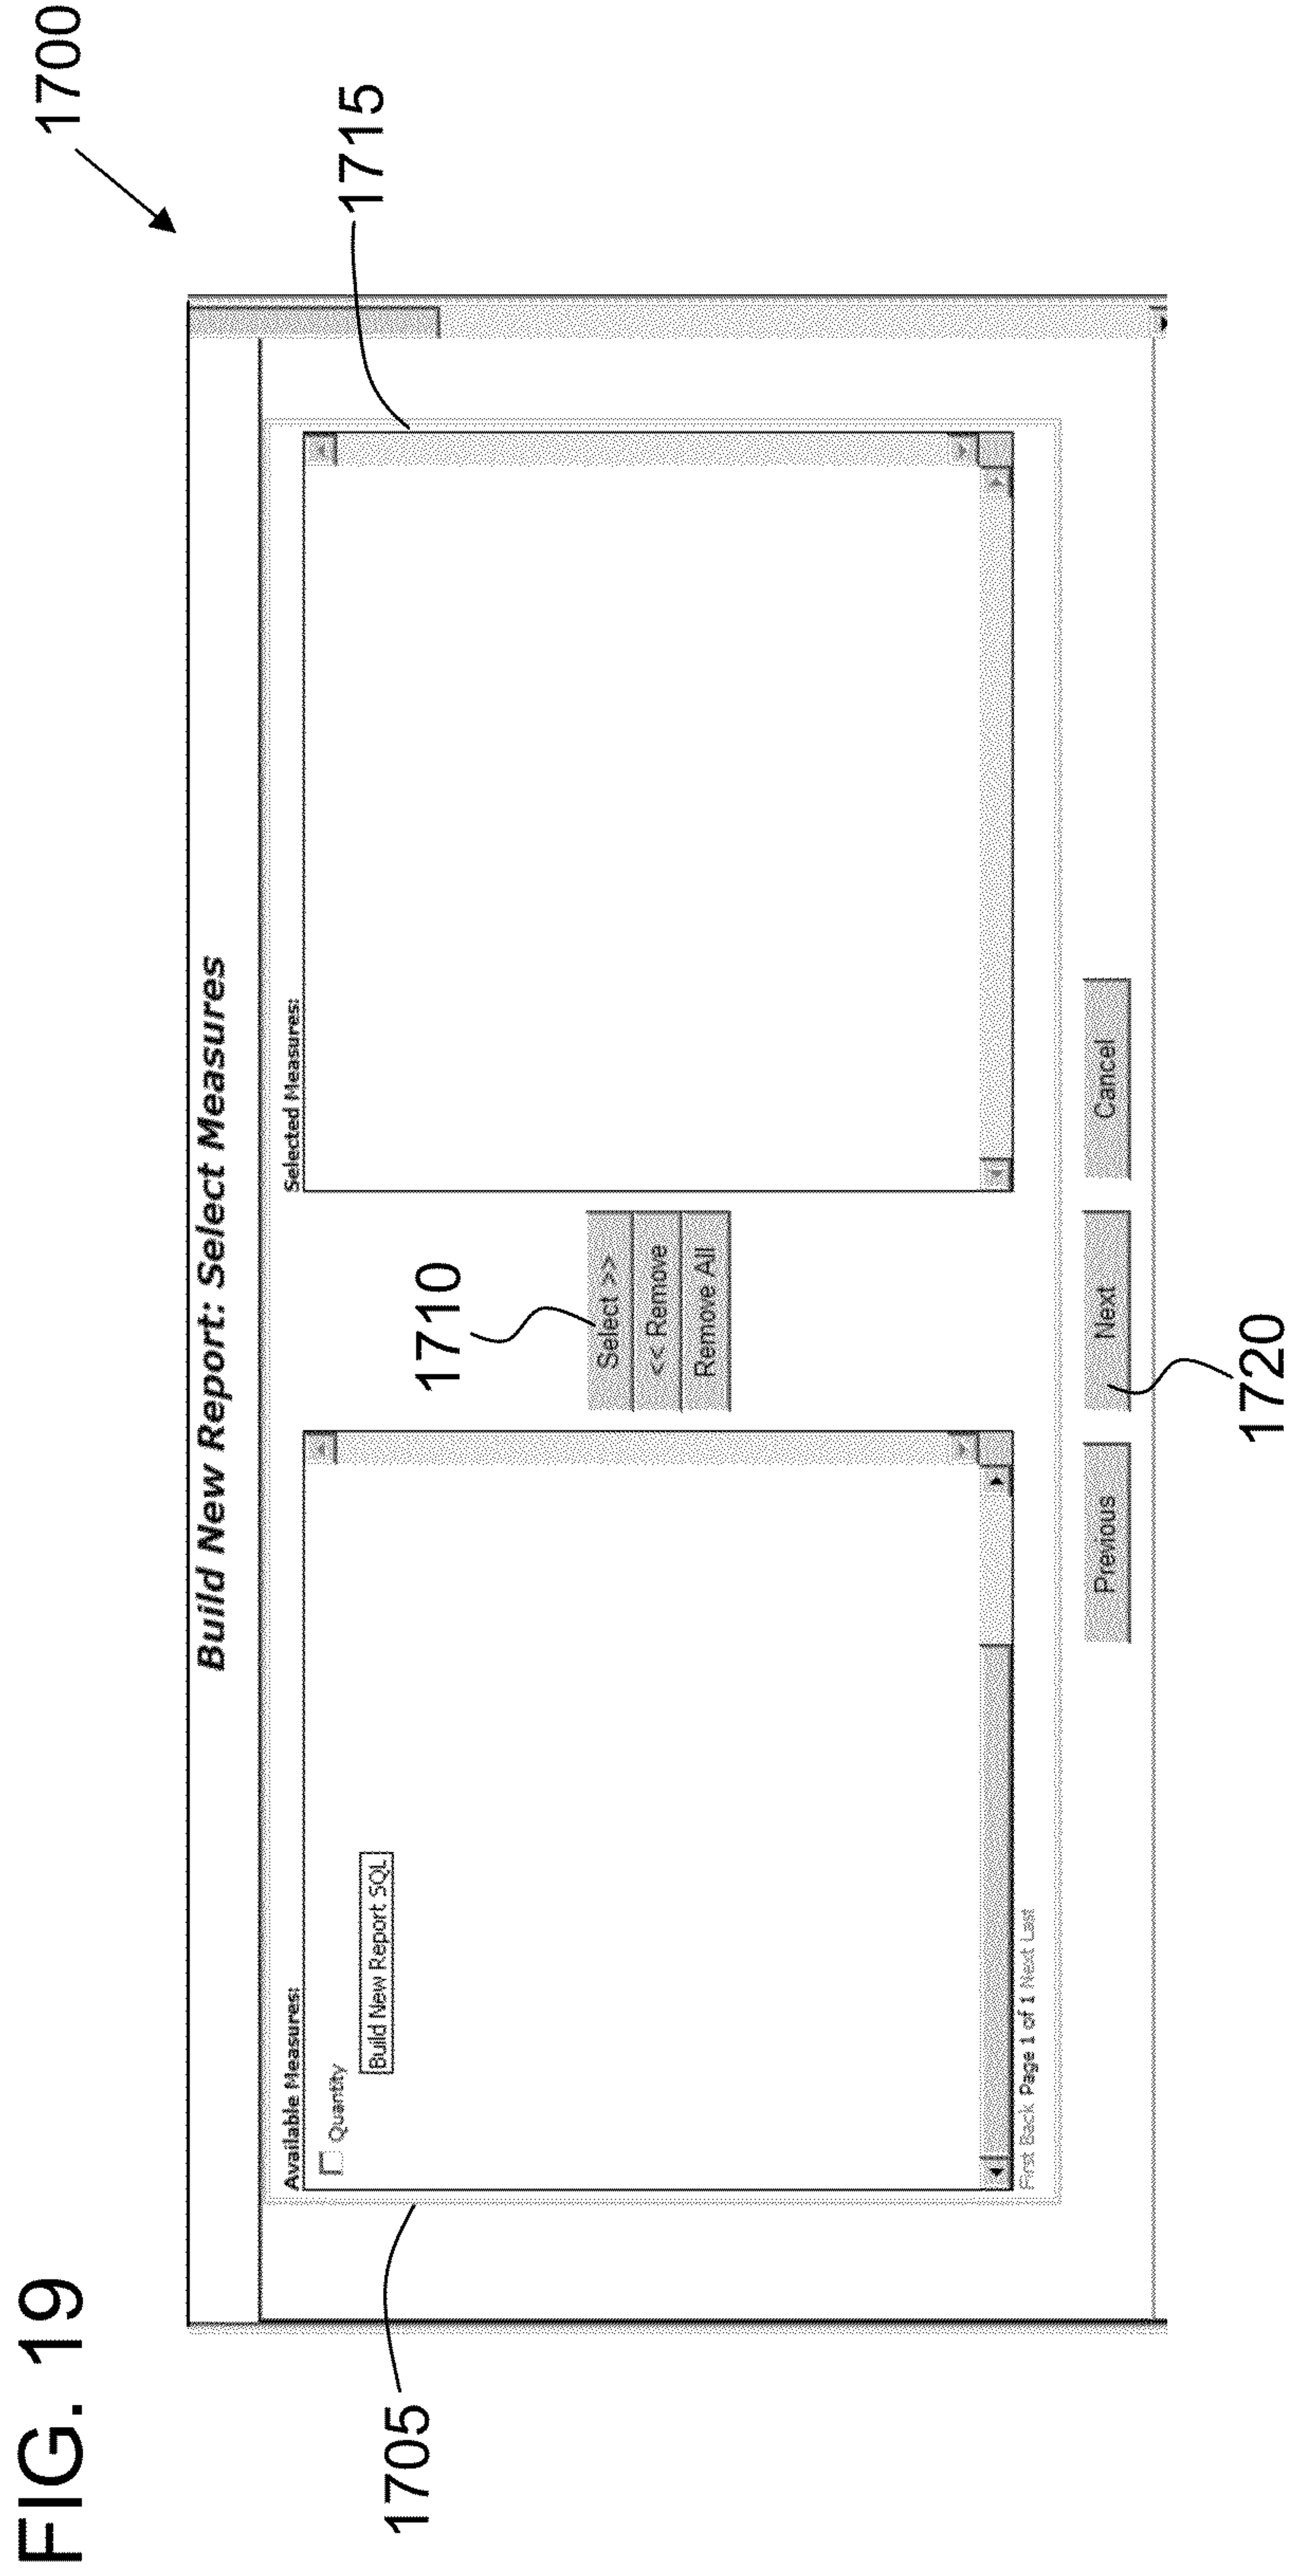 FIG. 19
1700
Build New Report: Select Measures
Available Measures:
Selected Measures:
Quantity
Build New Report SQL
1705
1715
1710
Select >>
<< Remove
Remove All
First Back Page 1 of 1 Next Last
Previous
Next
Cancel
1720